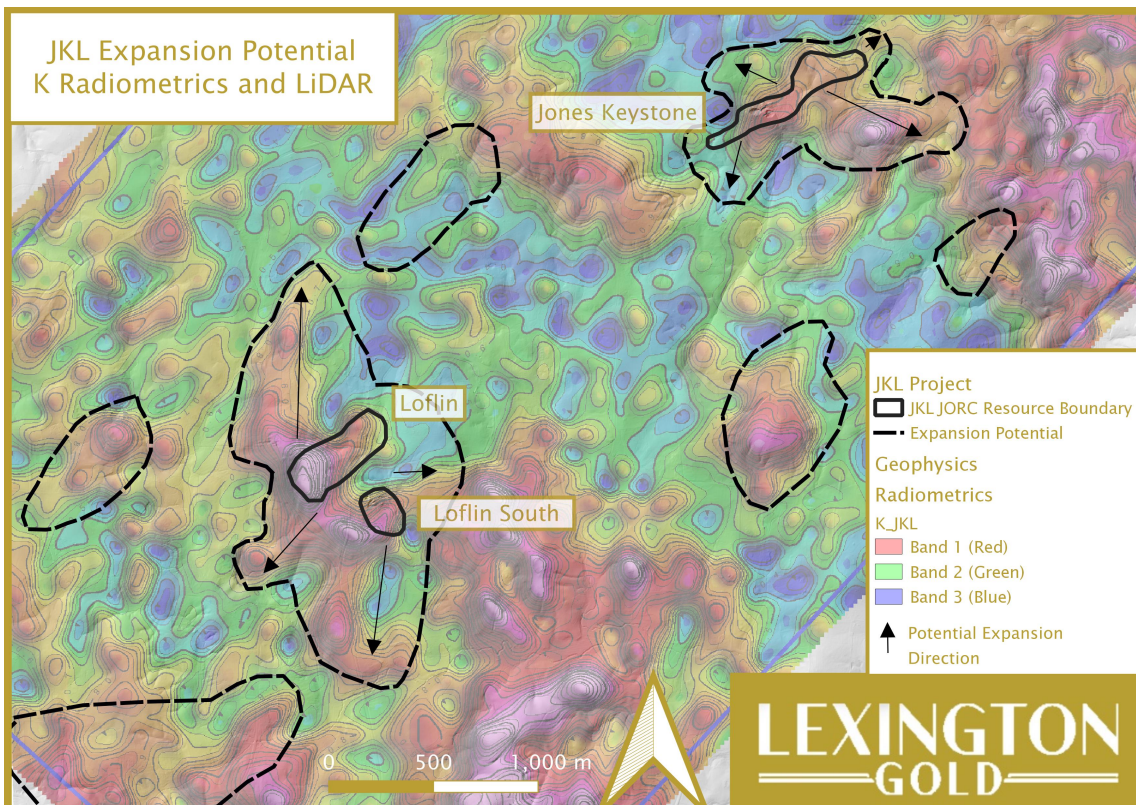 JKL Expansion Potential
K Radiometrics and LiDAR
Jones Keystone
Loflin
Loflin South
JKL Project
JKL JORC Resource Boundary
Expansion Potential
Geophysics
Radiometrics
K_JKL
Band 1 (Red)
Band 2 (Green)
Band 3 (Blue)
Potential Expansion
Direction
0 500 1,000 m
LEXINGTON
GOLD